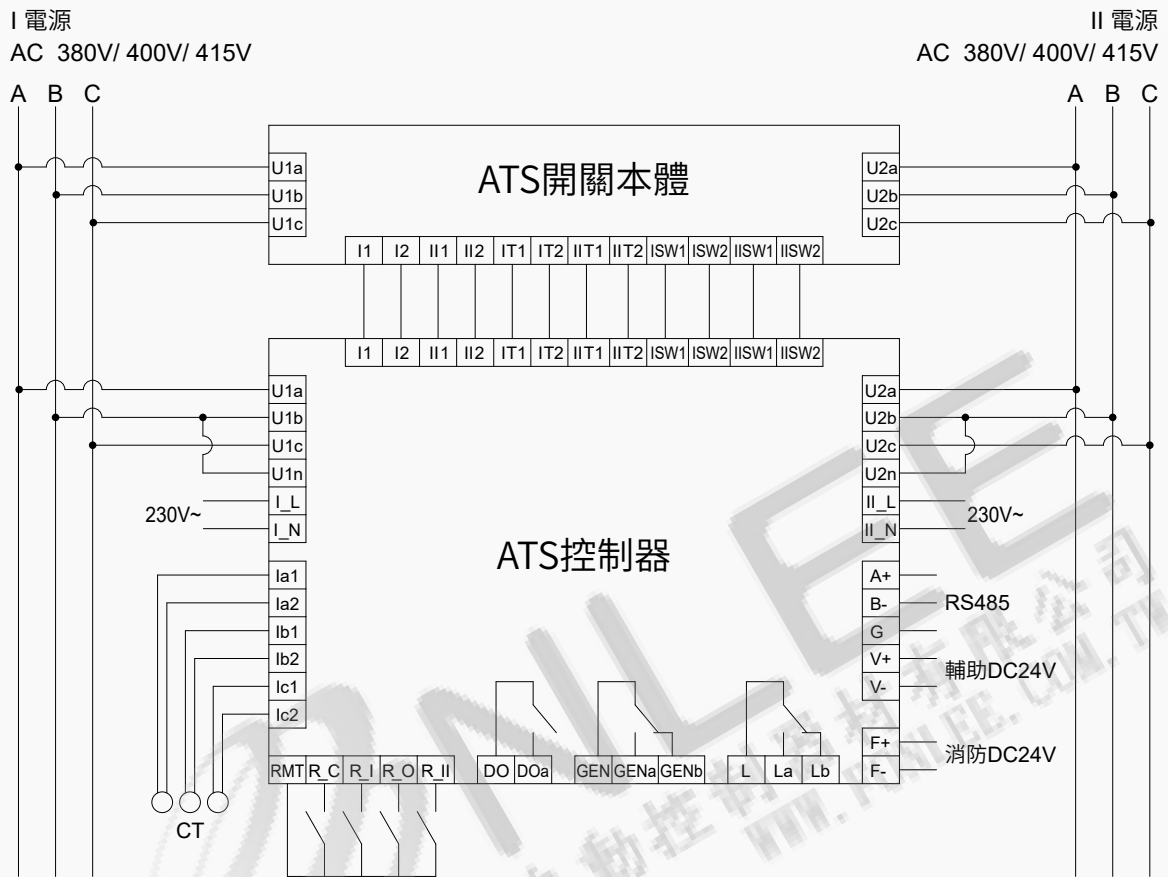 I 電源
AC 380V/ 400V/ 415V
A B C
II 電源
AC 380V/ 400V/ 415V
A B C
ATS開關本體
U1a
U1b
U1c
U2a
U2b
U2c
I1 I2 II1 II2 IT1 IT2 IIT1 IIT2 ISW1 ISW2 IISW1 IISW2
I1 I2 II1 II2 IT1 IT2 IIT1 IIT2 ISW1 ISW2 IISW1 IISW2
ATS控制器
U1a
U1b
U1c
U1n
I_L
I_N
230V~
Ia1
Ia2
Ib1
Ib2
Ic1
Ic2
CT
U2a
U2b
U2c
U2n
II_L
II_N
230V~
A+
B-
G
RS485
V+
V-
輔助DC24V
F+
F-
消防DC24V
RMT R_C R_I R_O R_II DO DOa GEN GENa GENb L La Lb
NLEE
WWW.FONLEE.COM.TW